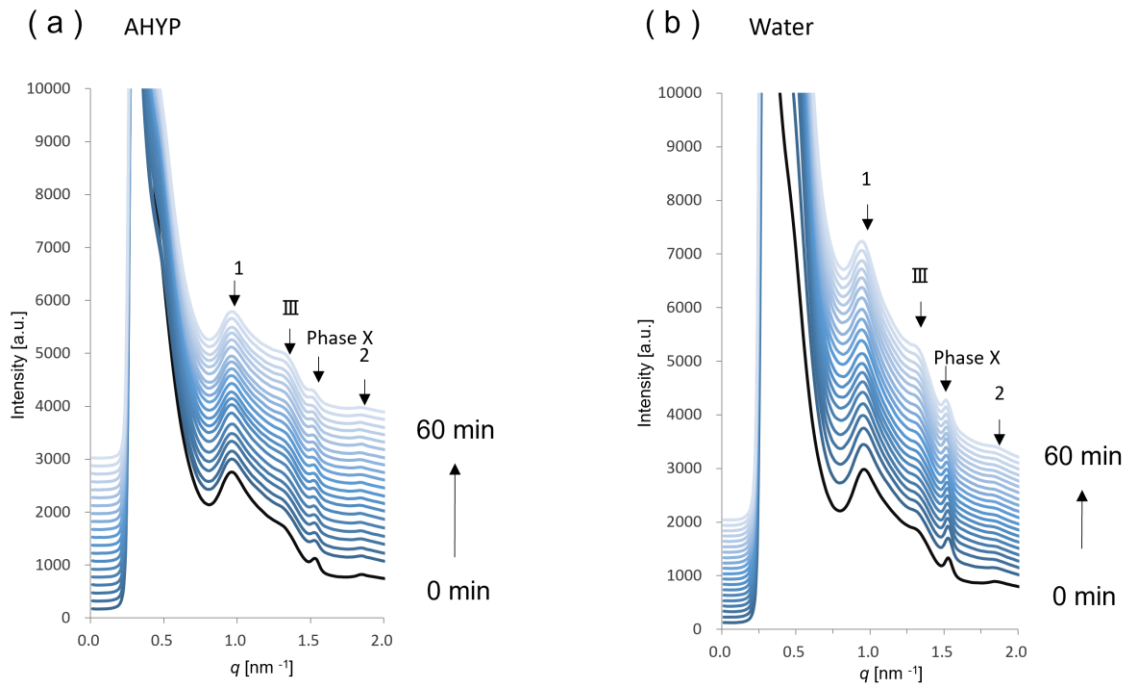 ( a ) AHYP
10000
9000
8000
7000
6000
5000
4000
3000
2000
1000
0
Intensity [a.u.]
1
Ⅲ
Phase X
2
60 min
0 min
0.0 0.5 1.0 1.5 2.0
q [nm -1]
( b ) Water
10000
9000
8000
7000
6000
5000
4000
3000
2000
1000
0
Intensity [a.u.]
1
Ⅲ
Phase X
2
60 min
0 min
0.0 0.5 1.0 1.5 2.0
q [nm -1]